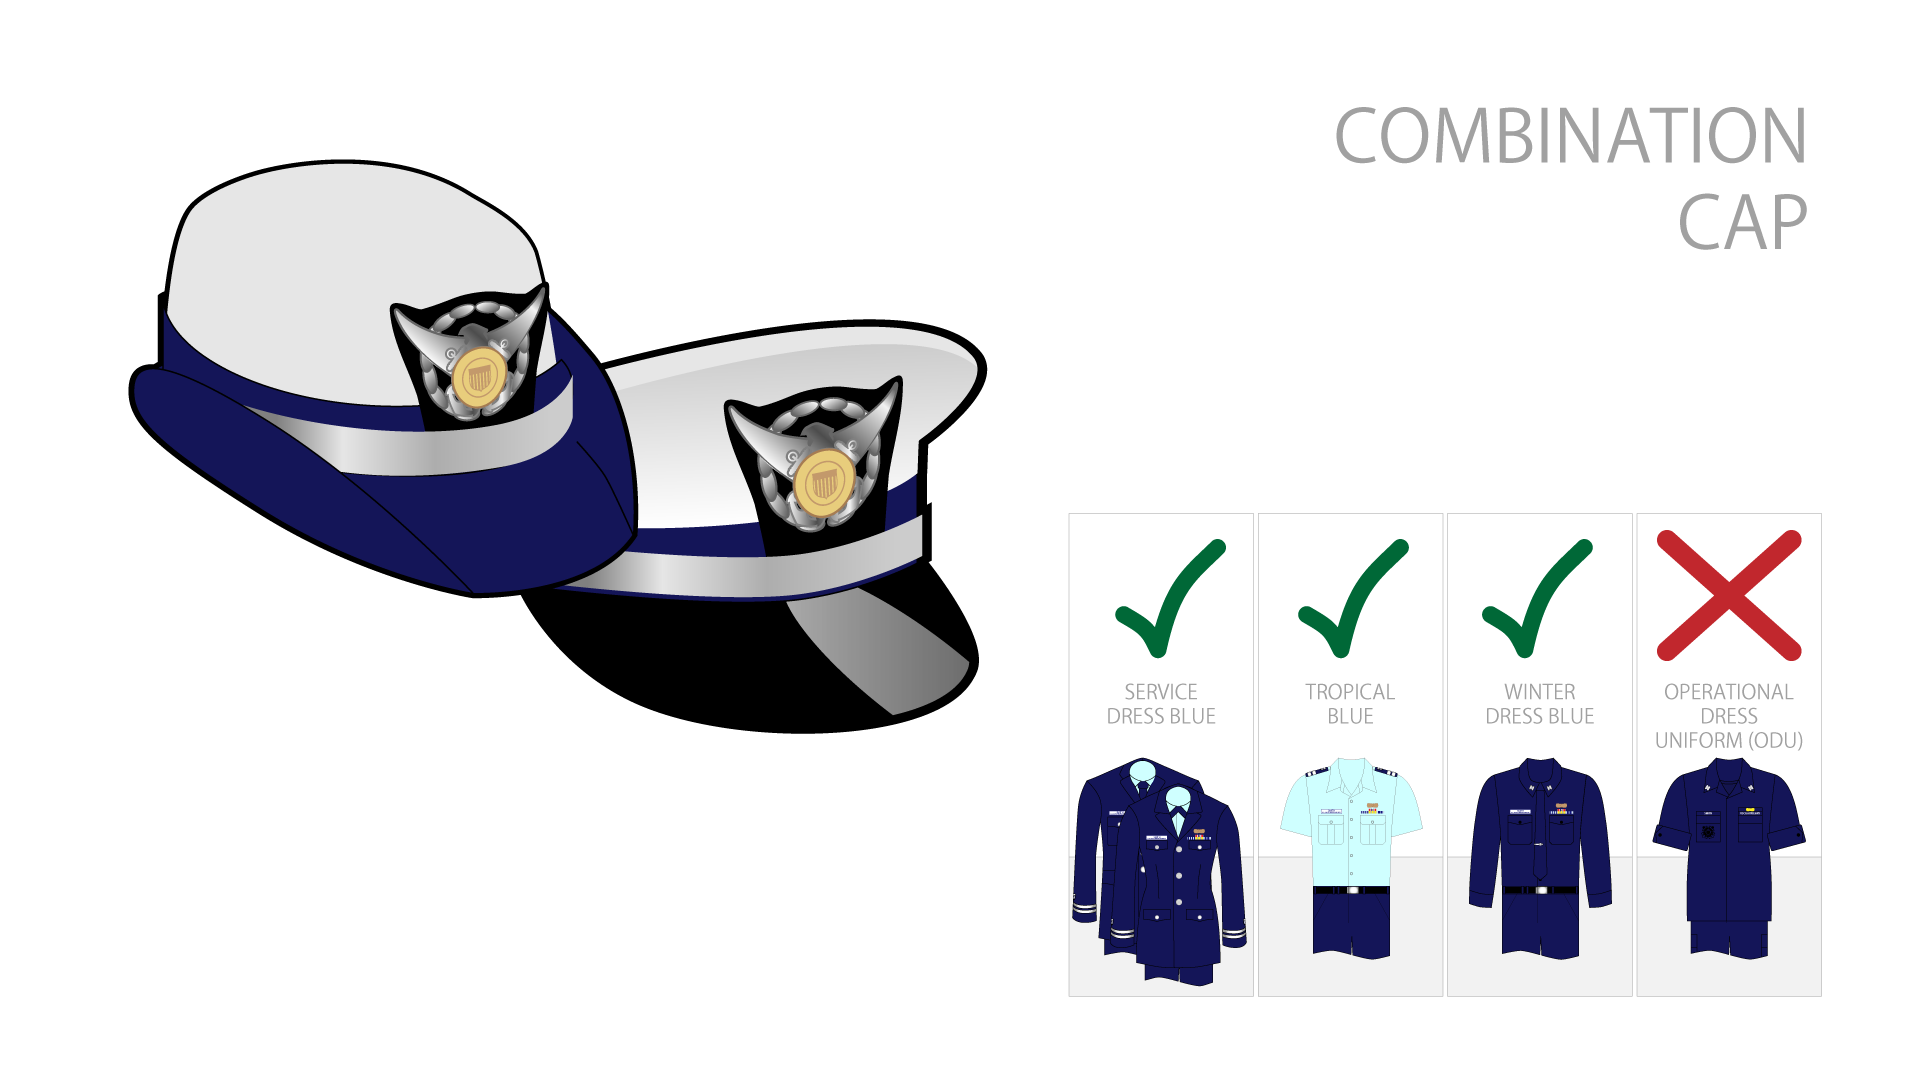 COMBINATION
CAP
SERVICE
DRESS BLUE
TROPICAL
BLUE
WINTER
DRESS BLUE
OPERATIONAL
DRESS
UNIFORM (ODU)